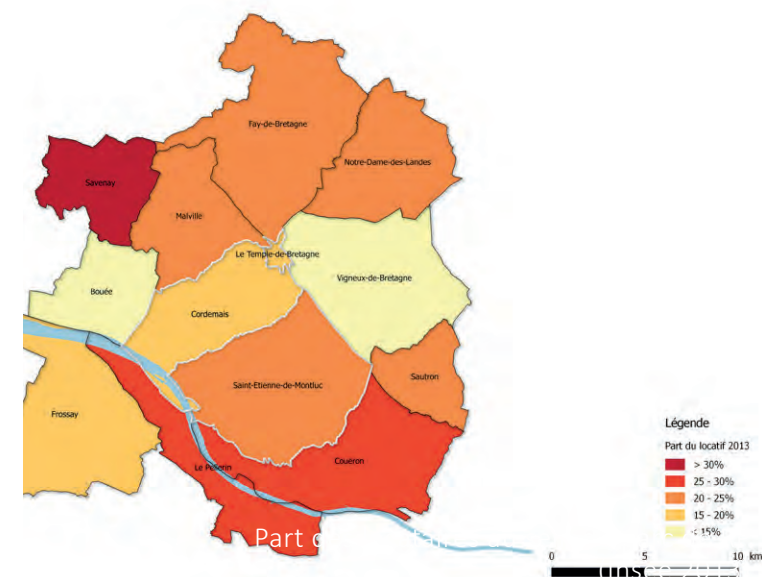 Fay-de-Bretagne
Notre-Dame-des-Landes
Savenay
Malville
Le Temple-de-Bretagne
Vigneux-de-Bretagne
Bouée
Cordemais
Sautron
Saint-Etienne-de-Montluc
Frossay
Couëron
Le Pellerin
Légende
Part du locatif 2013
> 30%
25 - 30%
20 - 25%
15 - 20%
< 15%
Part
0 5 10 km